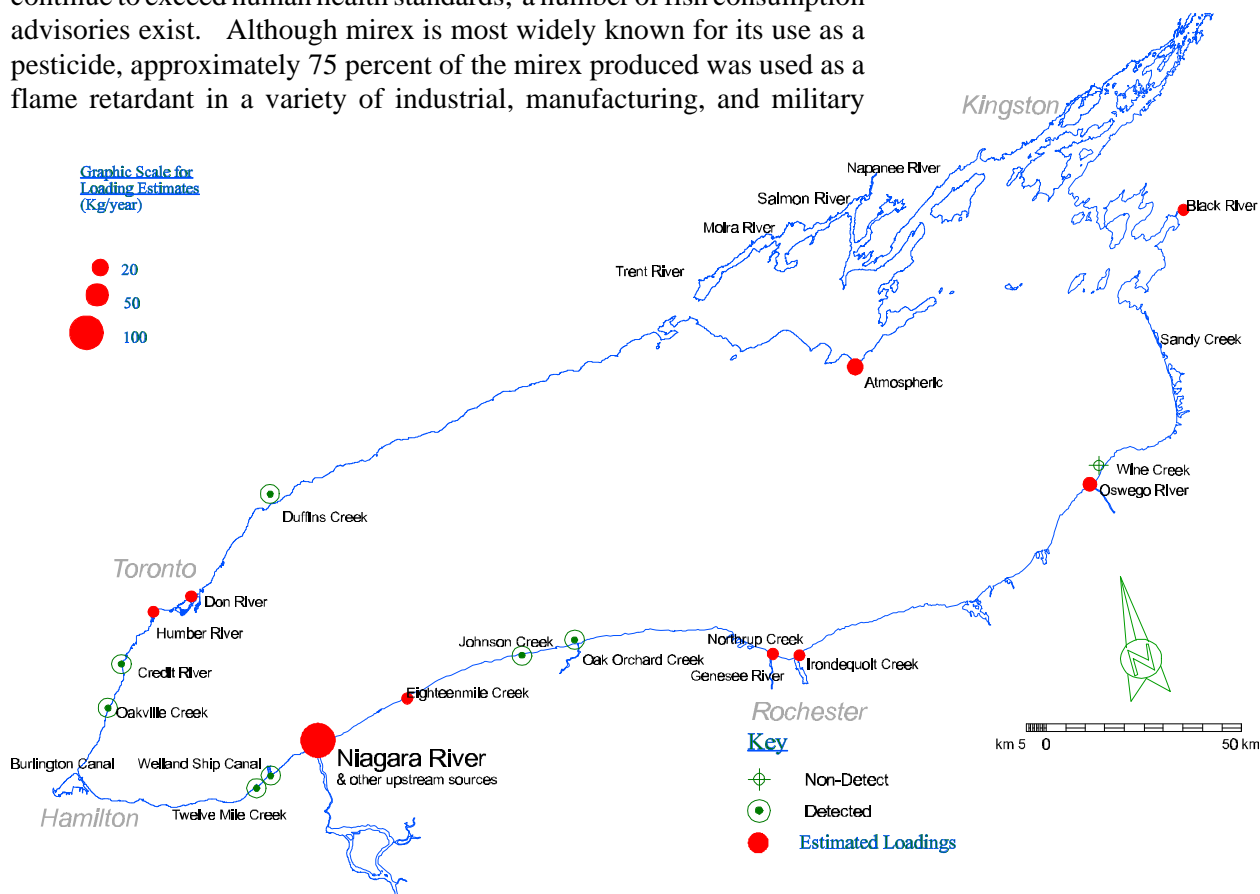 continue to exceed human health standards, a number of fish consumption
advisories exist. Although mirex is most widely known for its use as a
pesticide, approximately 75 percent of the mirex produced was used as a
flame retardant in a variety of industrial, manufacturing, and military
Kingston
Graphic Scale for
Loading Estimates
(Kg/year)
20
50
100
Napanee River
Salmon River
Moira River
Trent River
Black River
Sandy Creek
Atmospheric
Wine Creek
Oswego River
Duffins Creek
Toronto
Don River
Humber River
Credit River
Oakville Creek
Burlington Canal
Hamilton
Welland Ship Canal
Twelve Mile Creek
Niagara River
& other upstream sources
Eighteenmile Creek
Johnson Creek
Oak Orchard Creek
Northrup Creek
Genesee River
Irondequoit Creek
Rochester
N
km 5 0 50 km
Key
Non-Detect
Detected
Estimated Loadings